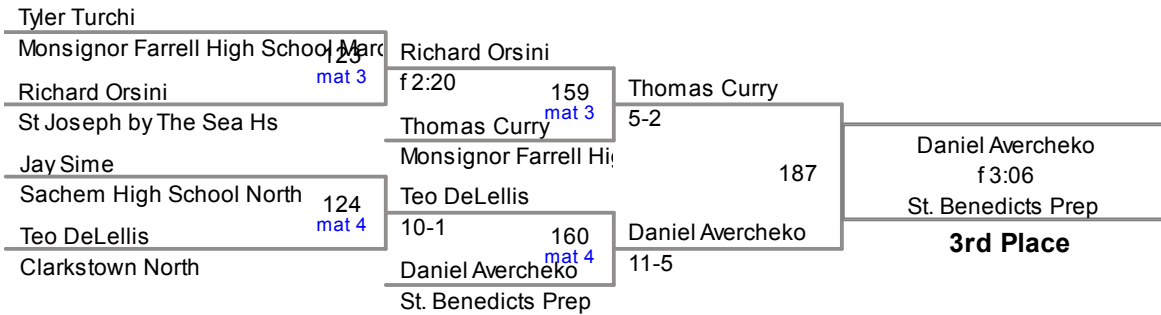 Tyler Turchi
Monsignor Farrell High School
123
mat 3
Richard Orsini
St Joseph by The Sea Hs
Jay Sime
Sachem High School North
124
mat 4
Teo DeLellis
Clarkstown North
Richard Orsini
f 2:20
159
mat 3
Thomas Curry
Monsignor Farrell
Teo DeLellis
10-1
160
mat 4
Daniel Avercheko
St. Benedicts Prep
Thomas Curry
5-2
187
Daniel Avercheko
11-5
Daniel Avercheko
f 3:06
St. Benedicts Prep
3rd Place